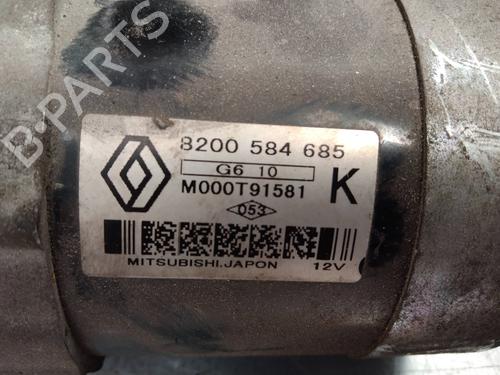 8200 584 685
G6 10
M000T91581 K
053
MITSUBISHI.JAPON 12V
B-PARTS